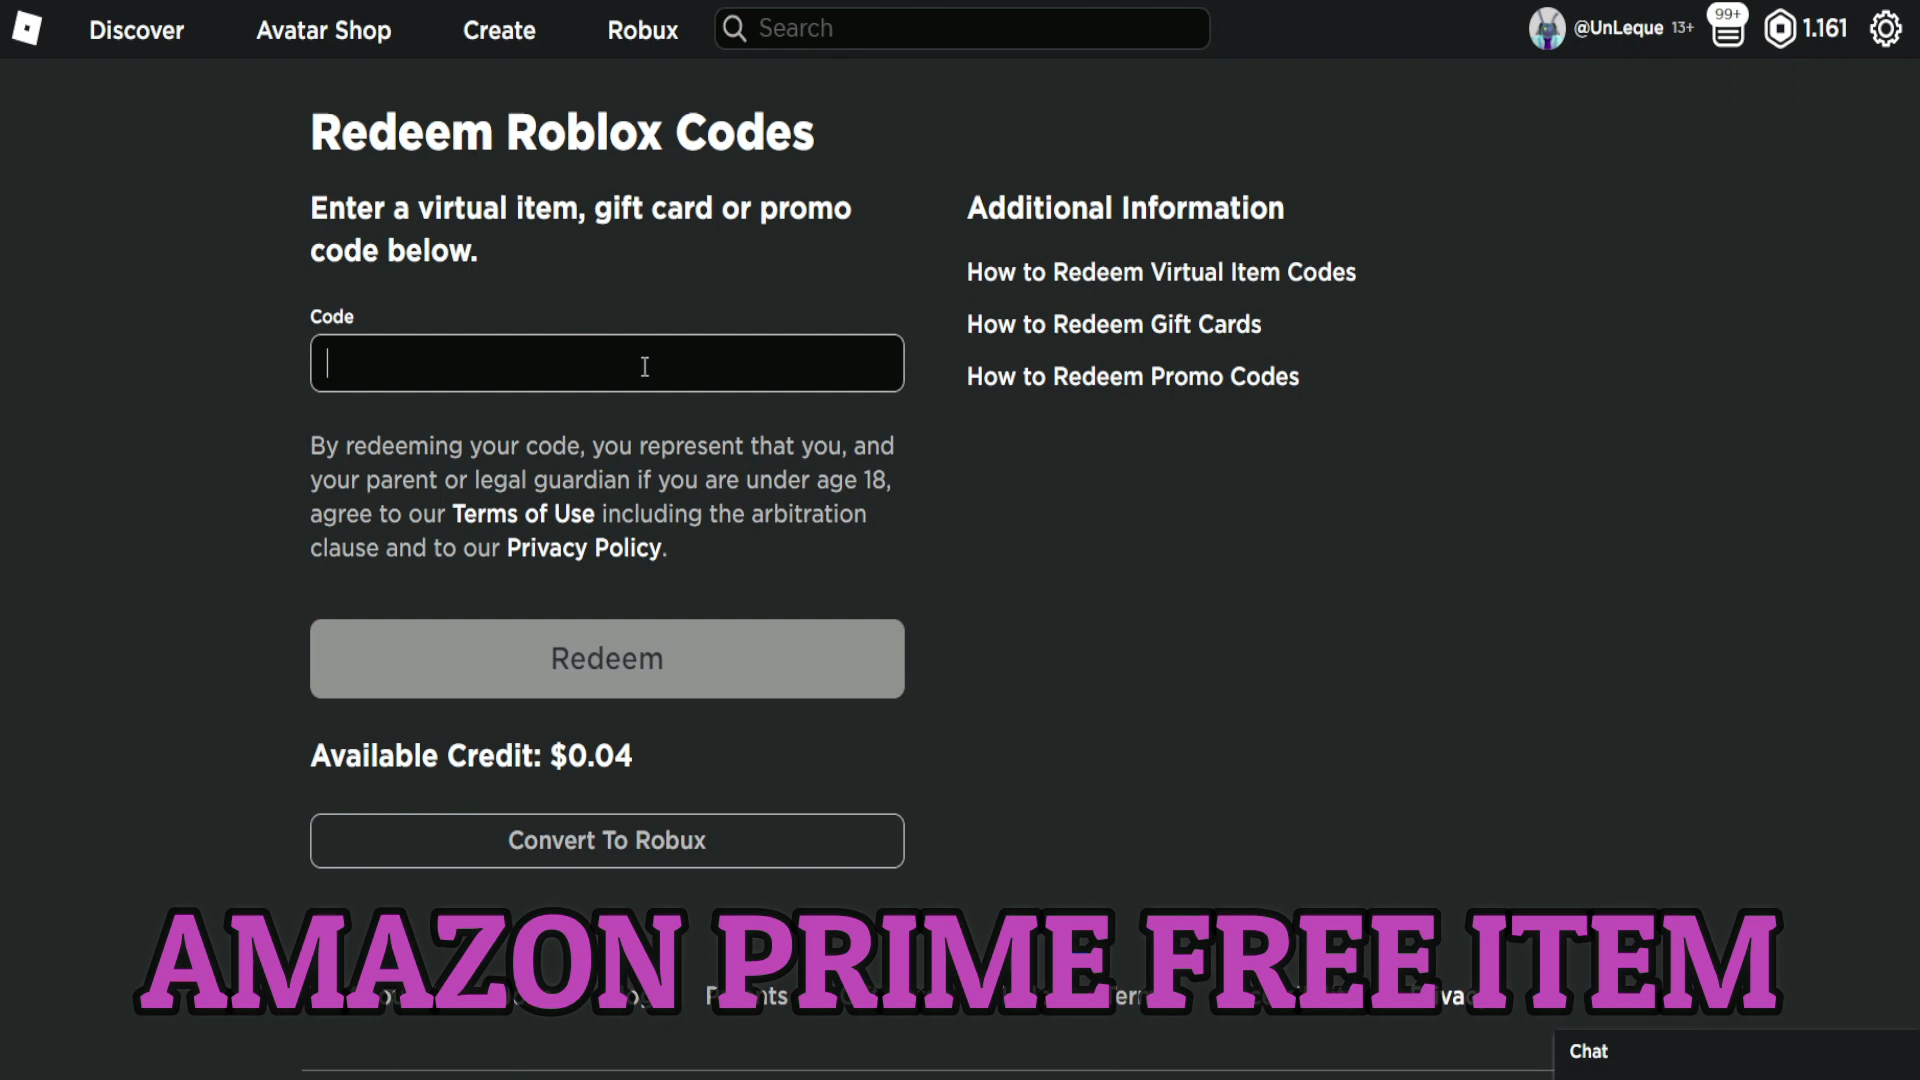 Discover
Avatar Shop
Create
Robux
Search
@UnLeque 13+
99+
1.161
Redeem Roblox Codes
Enter a virtual item, gift card or promo
code below.
Code
By redeeming your code, you represent that you, and
your parent or legal guardian if you are under age 18,
agree to our Terms of Use including the arbitration
clause and to our Privacy Policy.
Redeem
Available Credit: $0.04
Convert To Robux
Additional Information
How to Redeem Virtual Item Codes
How to Redeem Gift Cards
How to Redeem Promo Codes
AMAZON PRIME FREE ITEM
Chat